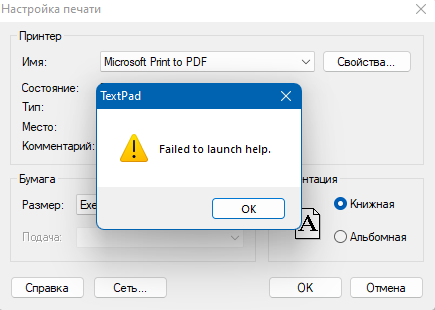 Настройка печати
Принтер
Имя: Microsoft Print to PDF Свойства...
Состояние:
Тип:
Место:
Комментарий:
TextPad
Failed to launch help.
OK
Бумага
Размер: Exe
Подача:
нтация
Книжная
A Альбомная
Справка Сеть... OK Отмена